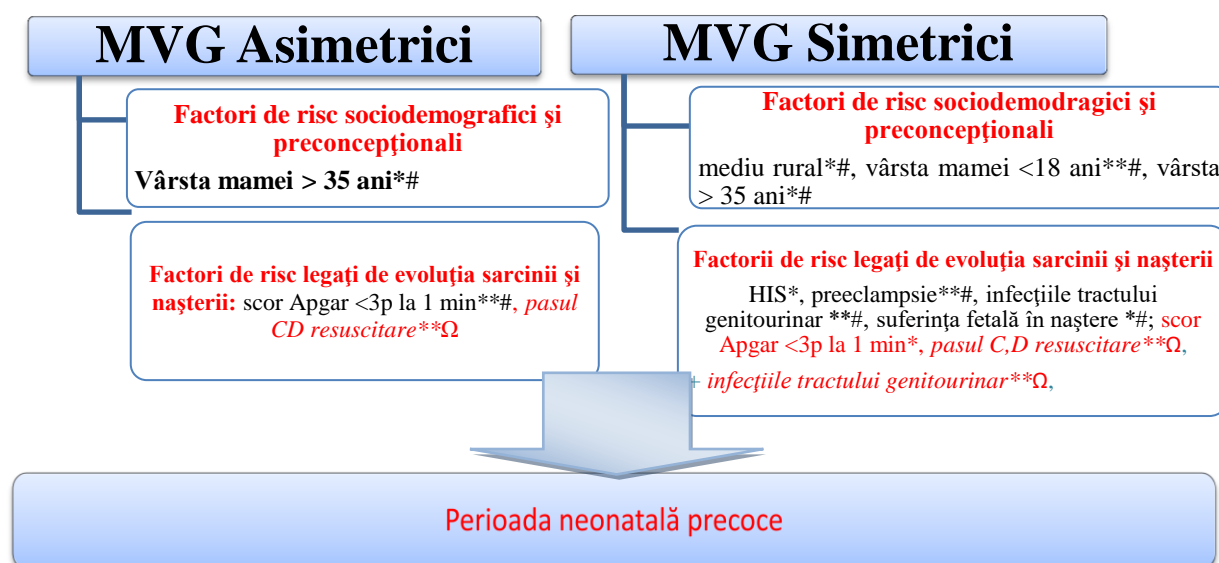 MVG Asimetrici
Factori de risc sociodemografici şi
preconcepţionali
Vârsta mamei > 35 ani*#
Factori de risc legaţi de evoluţia sarcinii şi
naşterii: scor Apgar <3p la 1 min**#, pasul
CD resuscitare**Ω
MVG Simetrici
Factori de risc sociodemodragici şi
preconcepţionali
mediu rural*#, vârsta mamei <18 ani**#, vârsta
> 35 ani*#
Factorii de risc legaţi de evoluţia sarcinii şi naşterii
HIS*, preeclampsie**#, infecţiile tractului
genitourinar **#, suferinţa fetală în naştere *#; scor
Apgar <3p la 1 min*, pasul C,D resuscitare**Ω,
+ infecţiile tractului genitourinar**Ω,
Perioada neonatală precoce